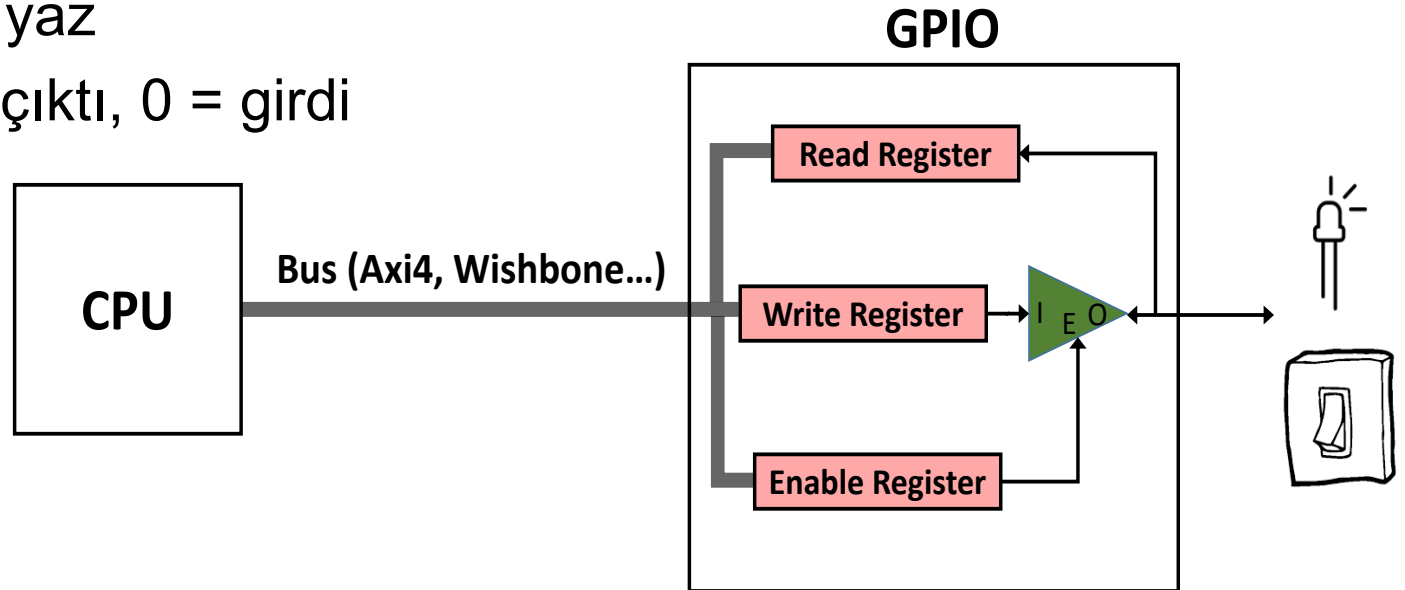 yaz
çıktı, 0 = girdi
GPIO
Read Register
CPU
Bus (Axi4, Wishbone...)
Write Register
I E O
Enable Register